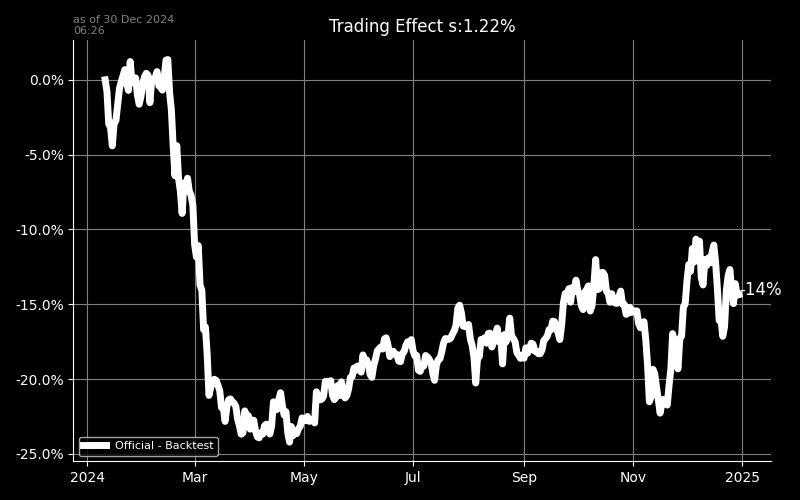 as of 30 Dec 2024
06:26
Trading Effect s:1.22%
0.0%
-5.0%
-10.0%
-15.0%
-20.0%
-25.0%
-14%
Official - Backtest
2024 Mar May Jul Sep Nov 2025